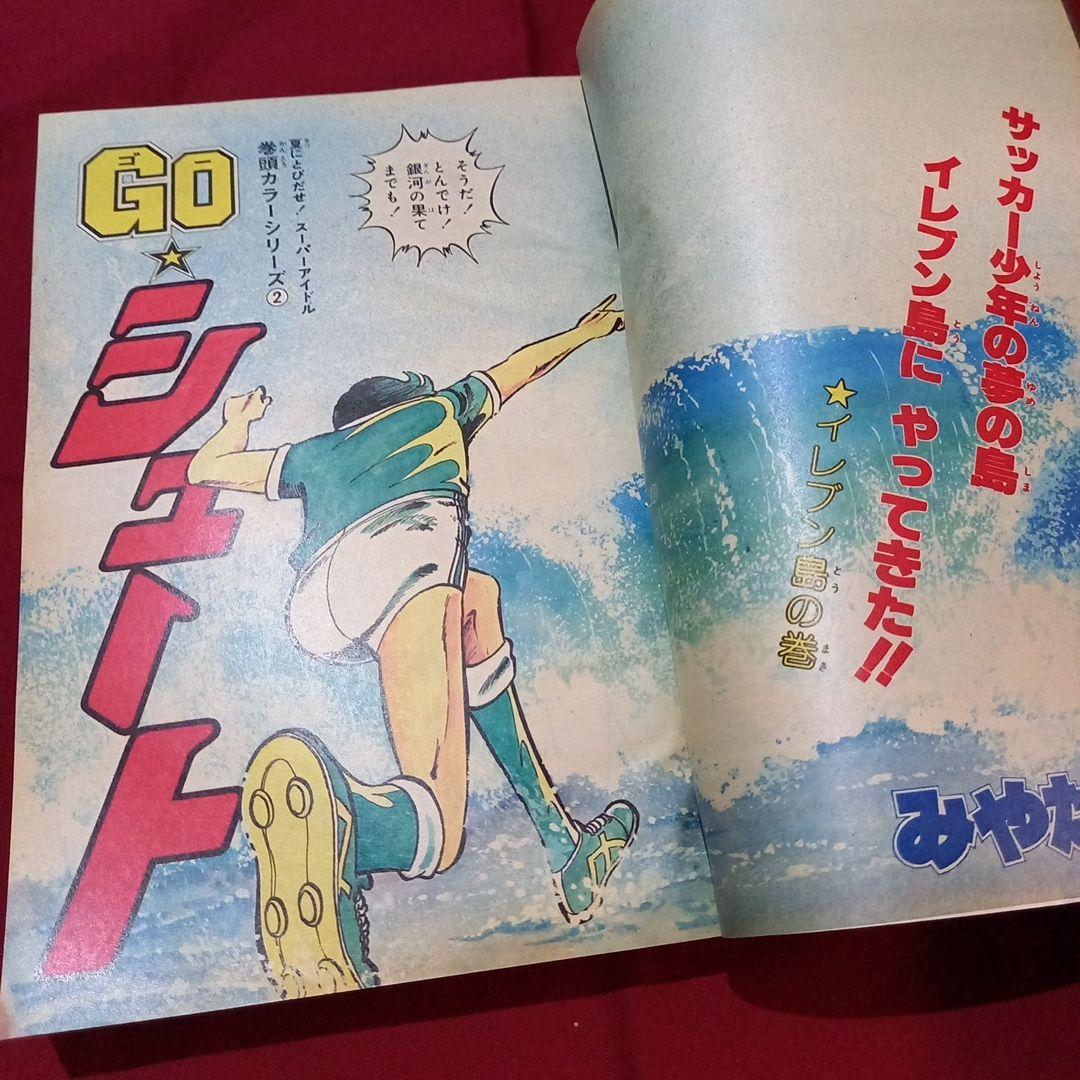 GO
ゴー
★
シュート
夏にとびだせ! スーパーアイドル
巻頭カラーシリーズ②
そうだ!
とんでけ!
銀河の果て
までも!
サッカー少年の夢の島
イレブン島に やってきた!!
★イレブン島の巻
みやた